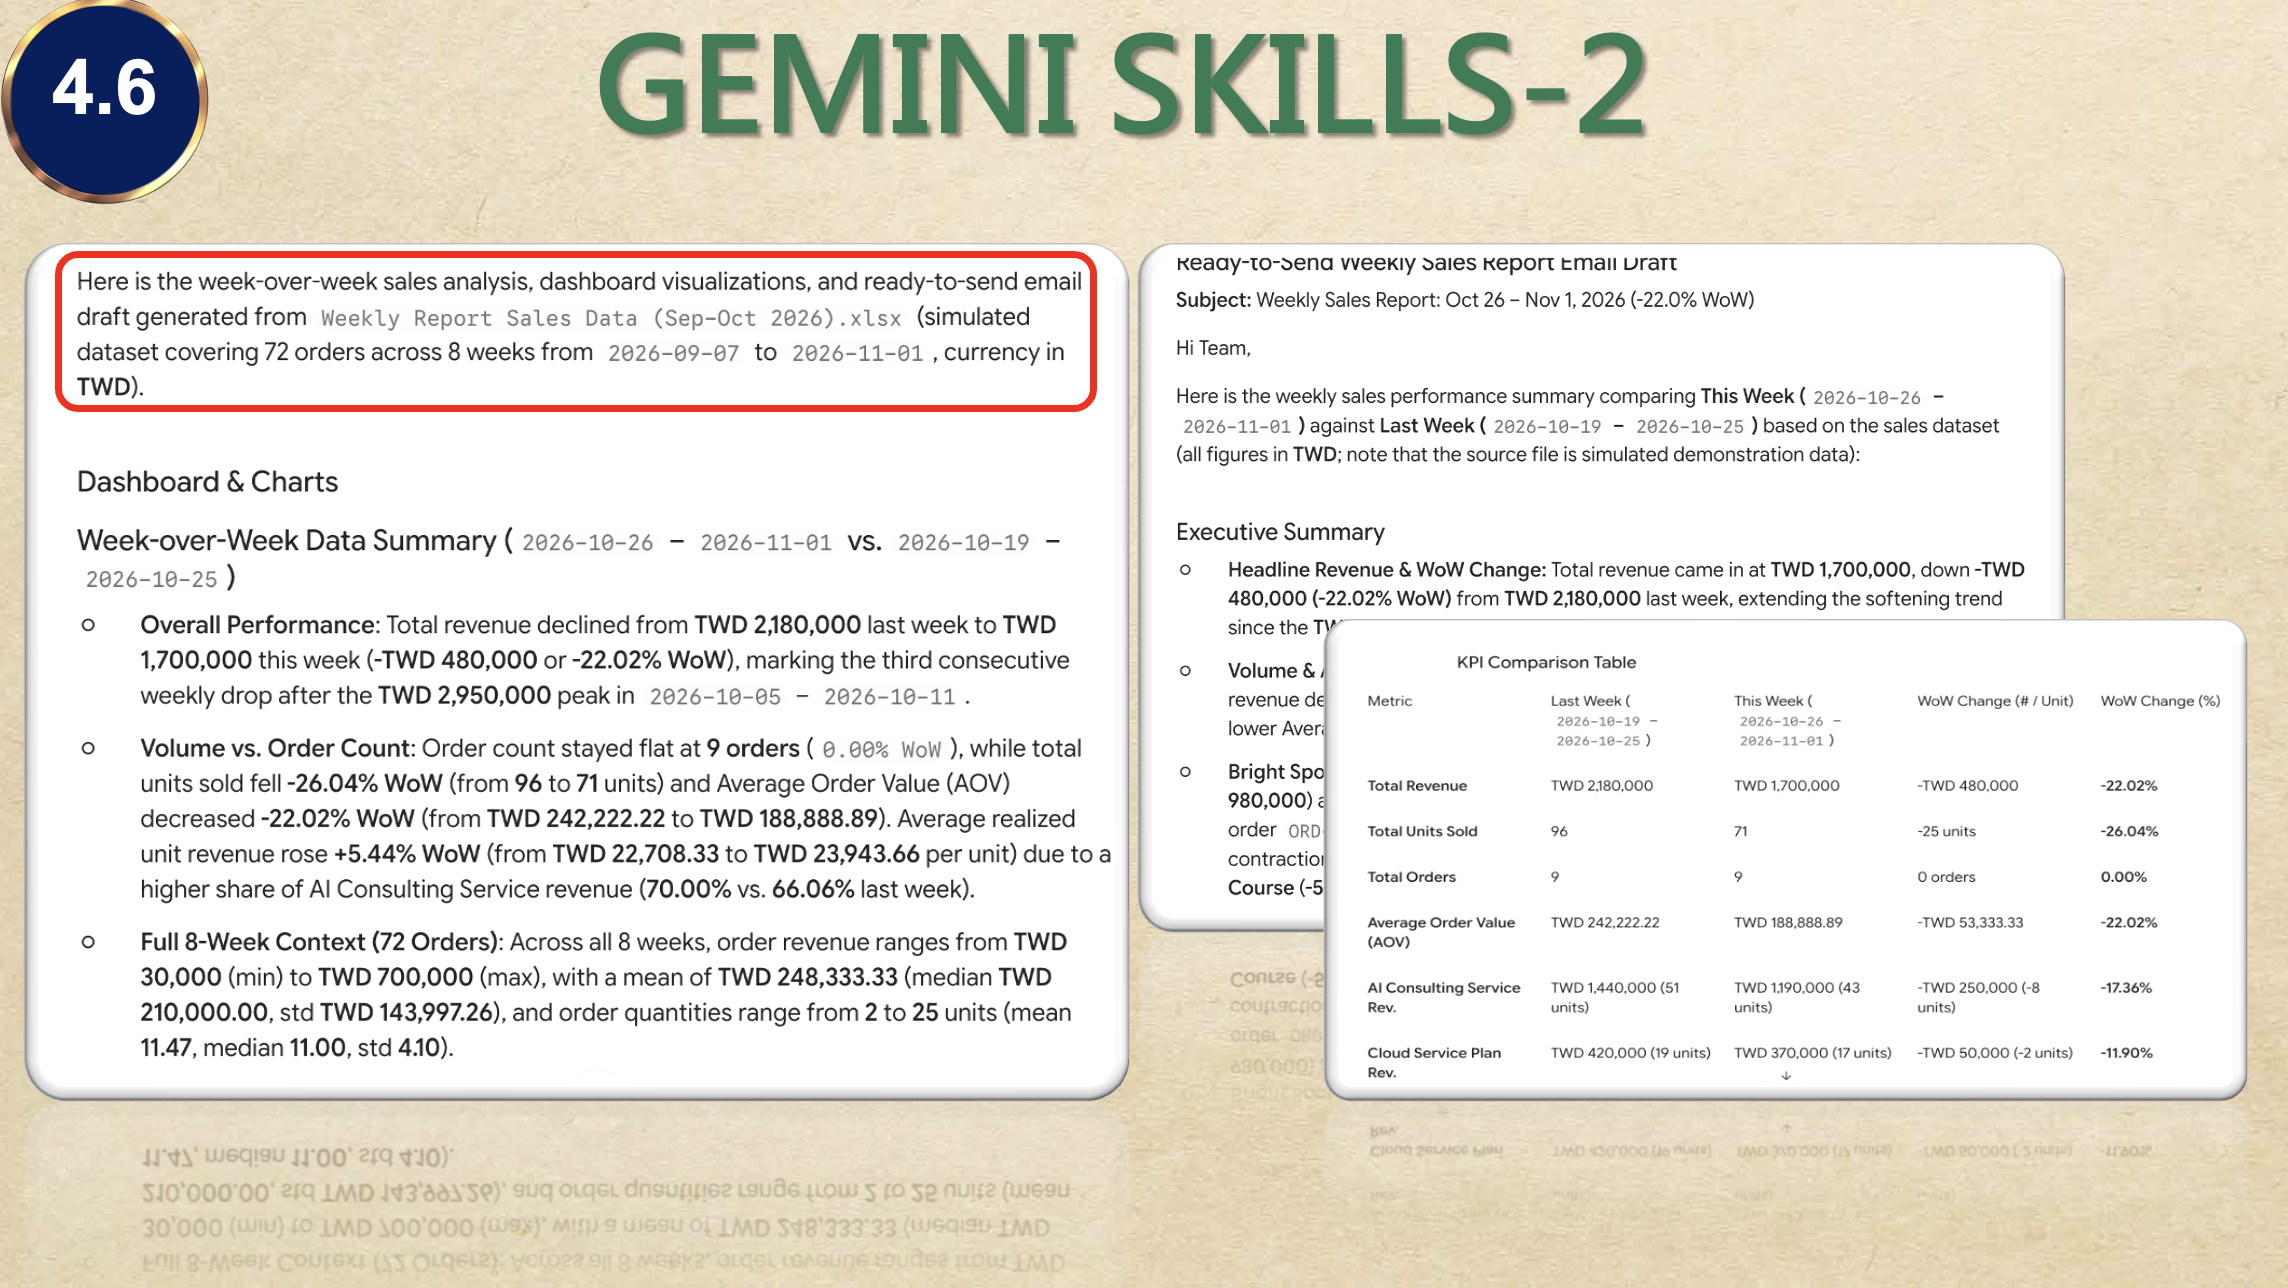 4.6
GEMINI SKILLS-2
Here is the week-over-week sales analysis, dashboard visualizations, and ready-to-send email
draft generated from Weekly Report Sales Data (Sep-Oct 2026).xlsx (simulated
dataset covering 72 orders across 8 weeks from 2026-09-07 to 2026-11-01 , currency in
TWD).
Dashboard & Charts
Week-over-Week Data Summary ( 2026-10-26 – 2026-11-01 vs. 2026-10-19 –
2026-10-25 )
Overall Performance: Total revenue declined from TWD 2,180,000 last week to TWD
1,700,000 this week (-TWD 480,000 or -22.02% WoW), marking the third consecutive
weekly drop after the TWD 2,950,000 peak in 2026-10-05 – 2026-10-11 .
Volume vs. Order Count: Order count stayed flat at 9 orders ( 0.00% WoW ), while total
units sold fell -26.04% WoW (from 96 to 71 units) and Average Order Value (AOV)
decreased -22.02% WoW (from TWD 242,222.22 to TWD 188,888.89). Average realized
unit revenue rose +5.44% WoW (from TWD 22,708.33 to TWD 23,943.66 per unit) due to a
higher share of AI Consulting Service revenue (70.00% vs. 66.06% last week).
Full 8-Week Context (72 Orders): Across all 8 weeks, order revenue ranges from TWD
30,000 (min) to TWD 700,000 (max), with a mean of TWD 248,333.33 (median TWD
210,000.00, std TWD 143,997.26), and order quantities range from 2 to 25 units (mean
11.47, median 11.00, std 4.10).
Ready-to-Send Weekly Sales Report Email Draft
Subject: Weekly Sales Report: Oct 26 – Nov 1, 2026 (-22.0% WoW)
Hi Team,
Here is the weekly sales performance summary comparing This Week ( 2026-10-26 –
2026-11-01 ) against Last Week ( 2026-10-19 – 2026-10-25 ) based on the sales dataset
(all figures in TWD; note that the source file is simulated demonstration data):
Executive Summary
Headline Revenue & WoW Change: Total revenue came in at TWD 1,700,000, down -TWD
480,000 (-22.02% WoW) from TWD 2,180,000 last week, extending the softening trend
since the
Volume &
revenue
lower
Bright
980,000)
order ORD-
Course (-5
KPI Comparison Table
Metric Last Week ( 2026-10-19 – 2026-10-25 ) This Week ( 2026-10-26 – 2026-11-01 ) WoW Change (# / Unit) WoW Change (%)
Total Revenue TWD 2,180,000 TWD 1,700,000 -TWD 480,000 -22.02%
Total Units Sold 96 71 -25 units -26.04%
Total Orders 9 9 0 orders 0.00%
Average Order Value (AOV) TWD 242,222.22 TWD 188,888.89 -TWD 53,333.33 -22.02%
AI Consulting Service Rev. TWD 1,440,000 (51 units) TWD 1,190,000 (43 units) -TWD 250,000 (-8 units) -17.36%
Cloud Service Plan Rev. TWD 420,000 (19 units) TWD 370,000 (17 units) -TWD 50,000 (-2 units) -11.90%